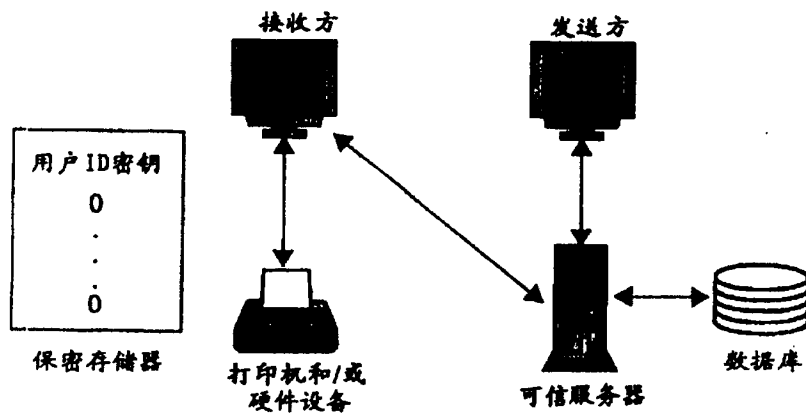 接收方
发送方
用户ID密钥
0
.
.
.
0
保密存储器
打印机和/或
硬件设备
可信服务器
数据库